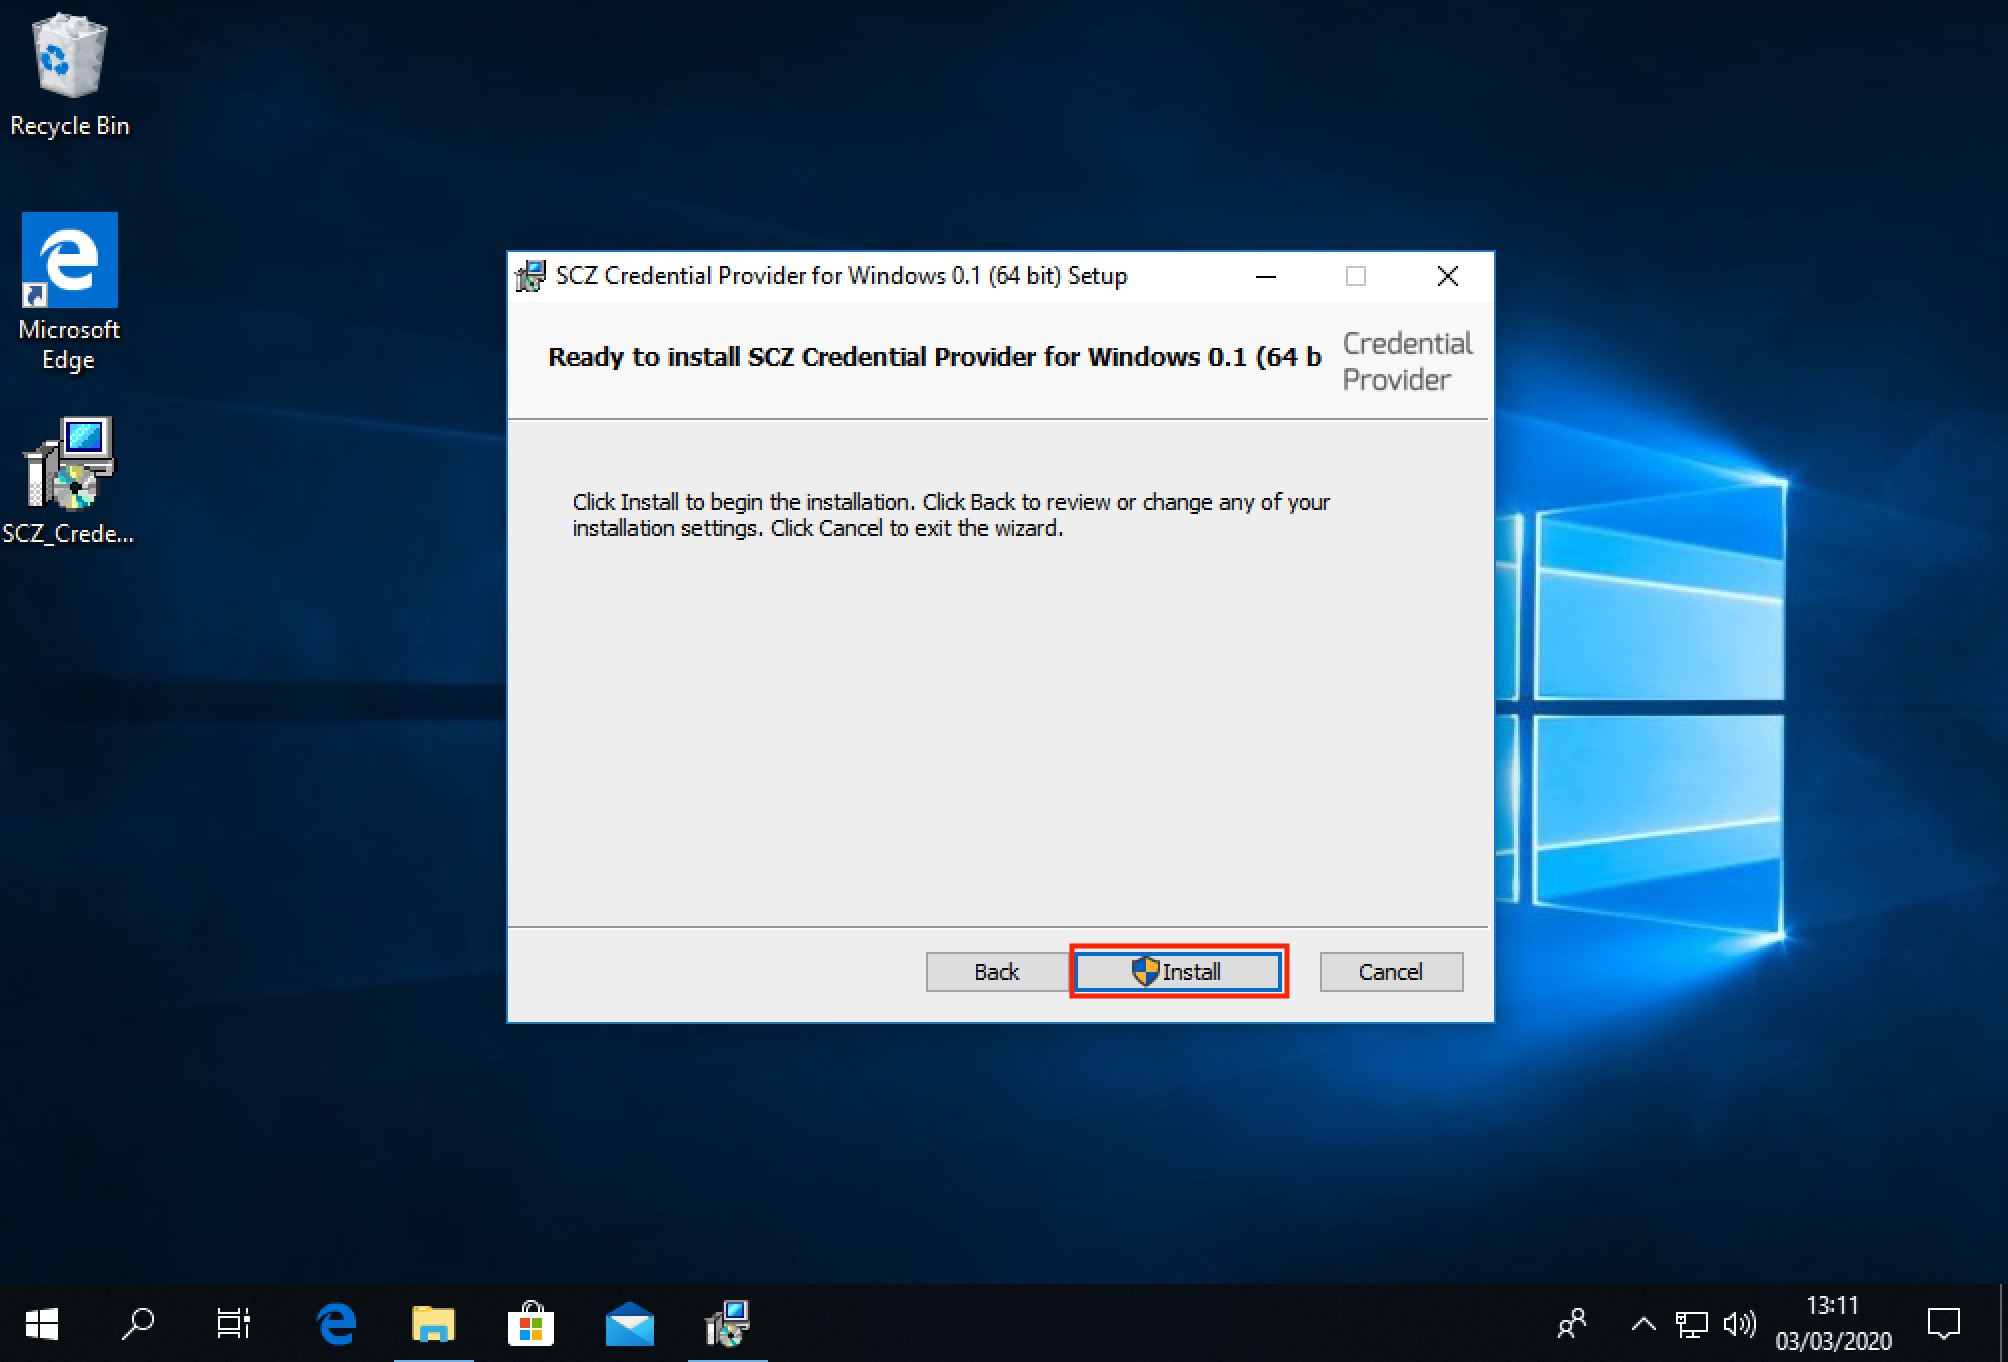 Recycle Bin
Microsoft
Edge
SCZ_Crede...
SCZ Credential Provider for Windows 0.1 (64 bit) Setup
Ready to install SCZ Credential Provider for Windows 0.1 (64 b
Credential
Provider
Click Install to begin the installation. Click Back to review or change any of your
installation settings. Click Cancel to exit the wizard.
Back
Install
Cancel
13:11
03/03/2020